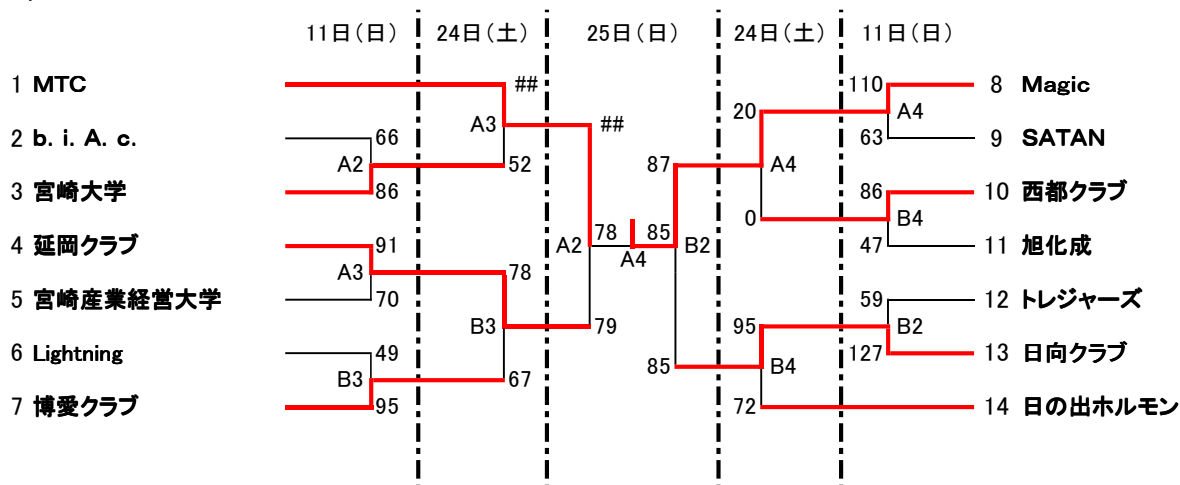 11日(日) 24日(土) 25日(日) 24日(土) 11日(日)
1 MTC ## 110 8 Magic
20 A4
A3 ##
2 b.i.A.c. 66 63 9 SATAN
A2 52 87 A4
3 宮崎大学 86 86 10 西都クラブ
0 B4
4 延岡クラブ 91 A2 78 85 B2 47 11 旭化成
A4
A3 78
5 宮崎産業経営大学 70 59 12 トレジャーズ
B3 79 95 B2
6 Lightning 49 127 13 日向クラブ
B3 67 85 B4
7 博愛クラブ 95 72 14 日の出ホルモン